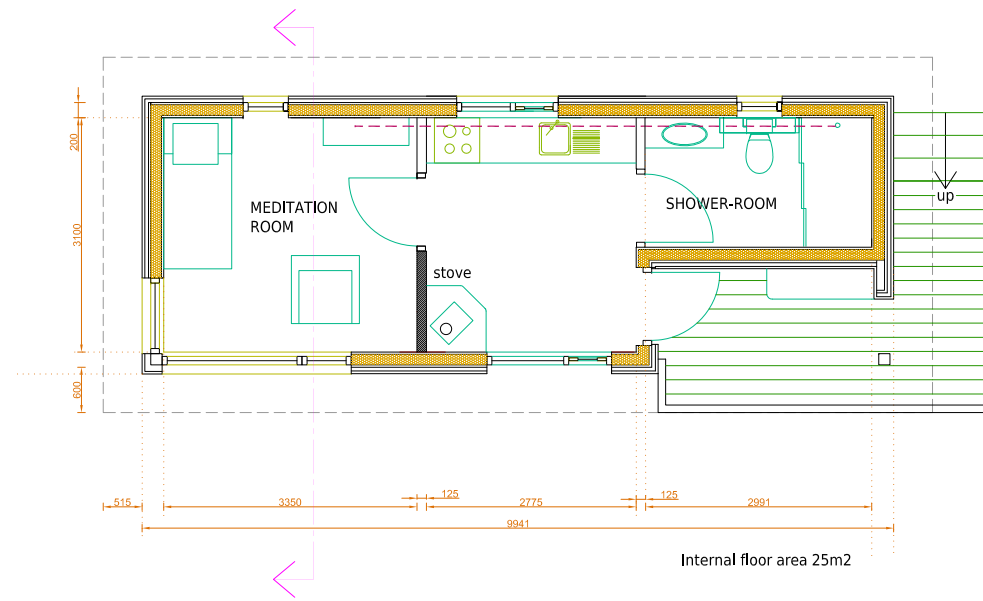 200
up
MEDITATION
ROOM
SHOWER-ROOM
3100
stove
600
515
3350
125
2775
125
2991
9941
Internal floor area 25m2